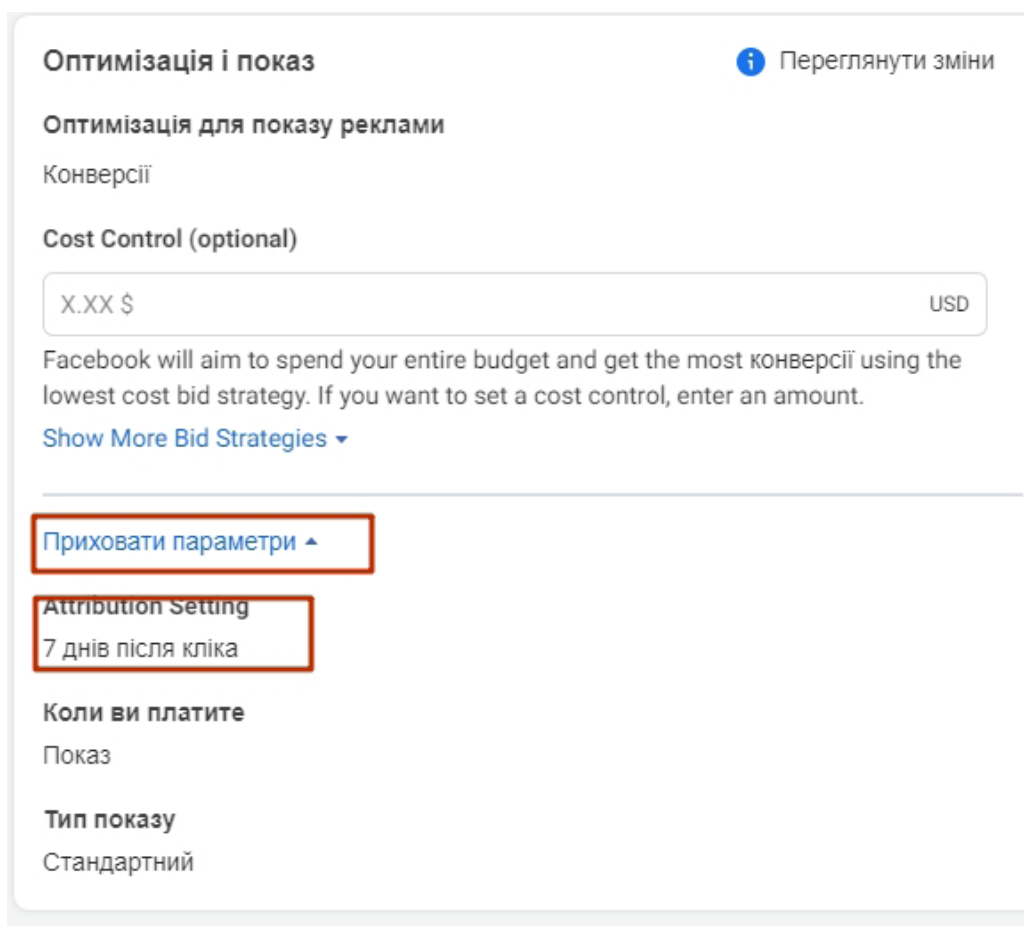 Оптимізація і показ
Переглянути зміни
Оптимізація для показу реклами
Конверсії
Cost Control (optional)
X.XX $
USD
Facebook will aim to spend your entire budget and get the most конверсії using the
lowest cost bid strategy. If you want to set a cost control, enter an amount.
Show More Bid Strategies
Приховати параметри
Attribution Setting
7 днів після кліка
Коли ви платите
Показ
Тип показу
Стандартний